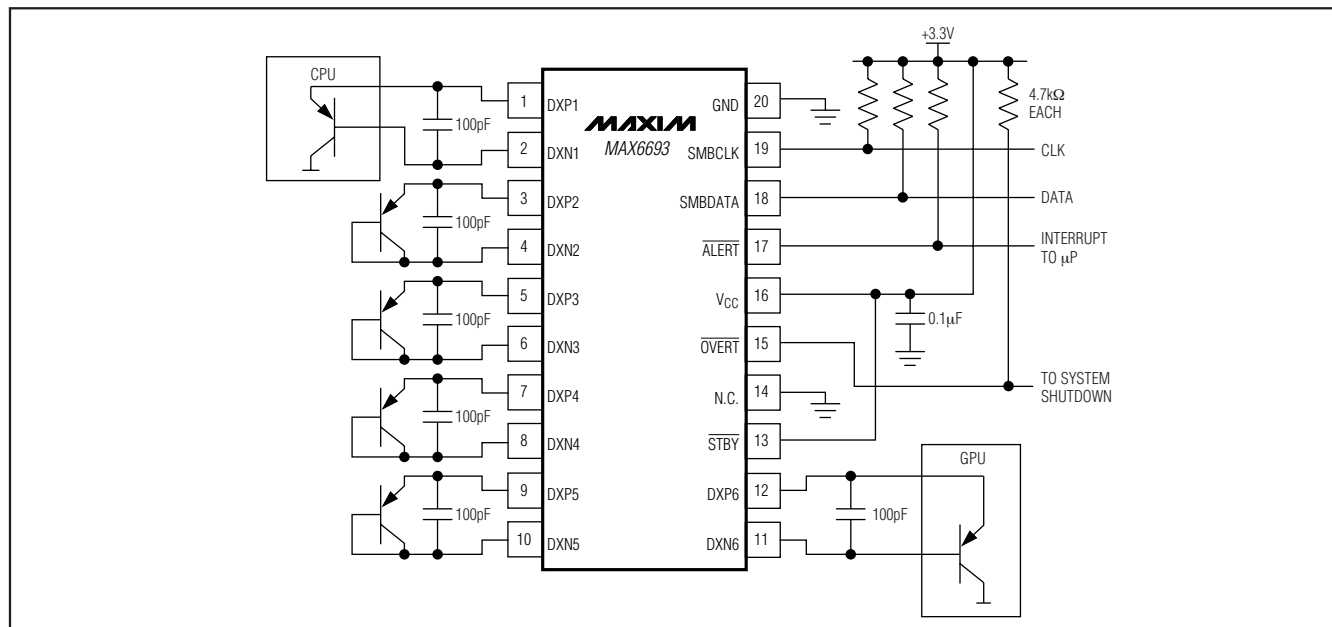 +3.3V
CPU
1
DXP1
GND
20
4.7kΩ
EACH
100pF
MAXIM
MAX6693
2
DXN1
SMBCLK
19
CLK
3
DXP2
SMBDATA
18
DATA
100pF
4
DXN2
ALERT
17
INTERRUPT
TO μP
5
DXP3
VCC
16
100pF
0.1μF
6
DXN3
OVERT
15
7
DXP4
N.C.
14
TO SYSTEM
SHUTDOWN
100pF
8
DXN4
STBY
13
GPU
9
DXP5
DXP6
12
100pF
100pF
10
DXN5
DXN6
11